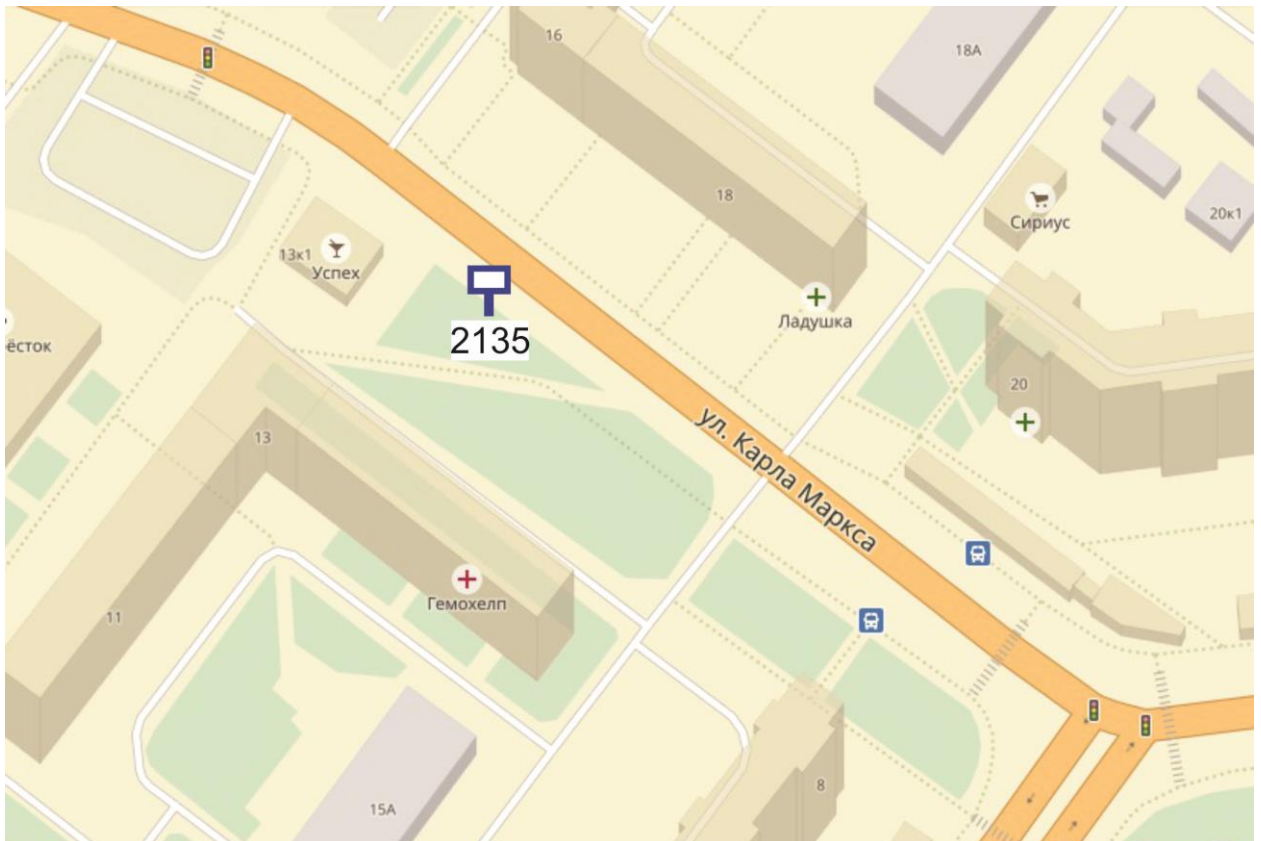 16
18А
18
Сириус
20к1
13к1
Успех
2135
Ладушка
ёсток
20
ул. Карла Маркса
13
Гемохелп
11
8
15А